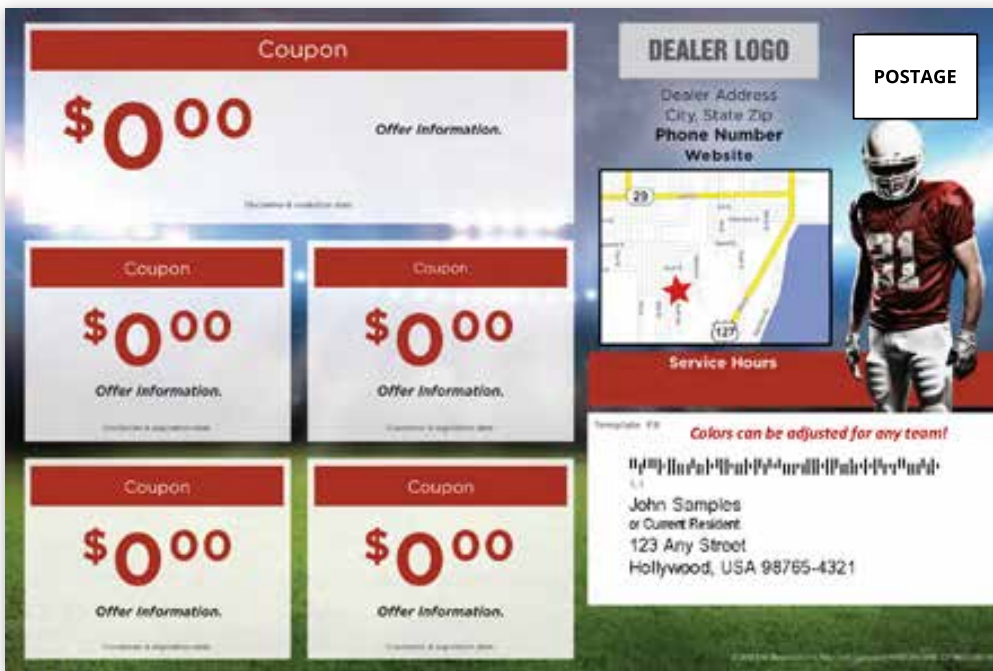 Coupon
$0 00
Offer Information.
Coupon
$0 00
Offer Information.
Coupon
$0 00
Offer Information.
Coupon
$0 00
Offer Information.
Coupon
$0 00
Offer Information.
DEALER LOGO
Dealer Address
City, State Zip
Phone Number
Website
POSTAGE
29
127
21
Service Hours
Template
Colors can be adjusted for any team!
John Samples
or Current Resident
123 Any Street
Hollywood, USA 98765-4321